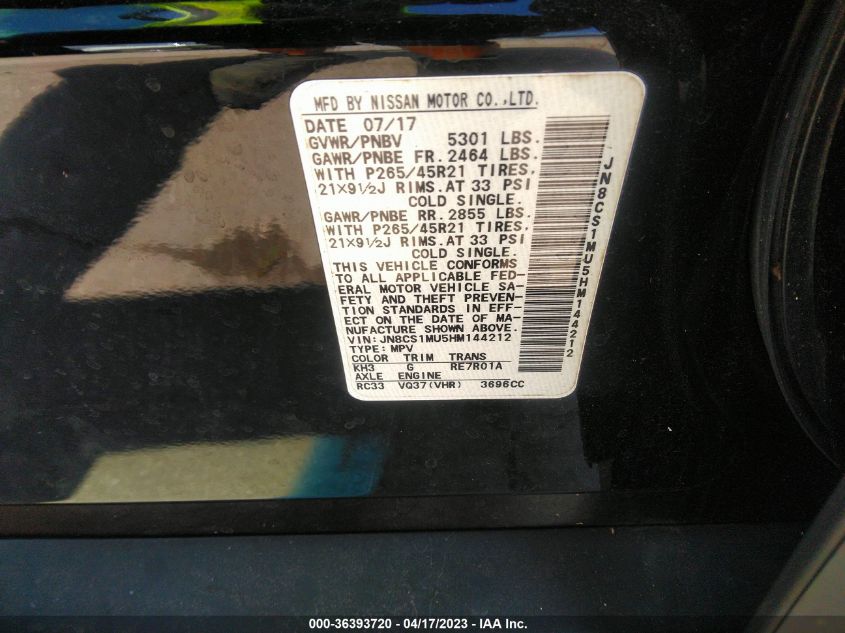 MFD BY NISSAN MOTOR CO.,LTD.
DATE 07/17
GVWR/PNBV 5301 LBS.
GAWR/PNBE FR. 2464 LBS.
WITH P265/45R21 TIRES.
21×9½J RIMS.AT 33 PSI
COLD SINGLE.
GAWR/PNBE RR. 2855 LBS.
WITH P265/45R21 TIRES.
21×9½J RIMS.AT 33 PSI
COLD SINGLE.
THIS VEHICLE CONFORMS
TO ALL APPLICABLE FED-
ERAL MOTOR VEHICLE SA-
FETY AND THEFT PREVEN-
TION STANDARDS IN EFF-
ECT ON THE DATE OF MA-
NUFACTURE SHOWN ABOVE.
VIN:JN8CS1MU5HM144212
TYPE:MPV
COLOR TRIM TRANS
KH3 G RE7R01A
AXLE ENGINE
RC33 VQ37(VHR) 3696CC
JN8CS1MU5HM144212
000-36393720 - 04/17/2023 - IAA Inc.